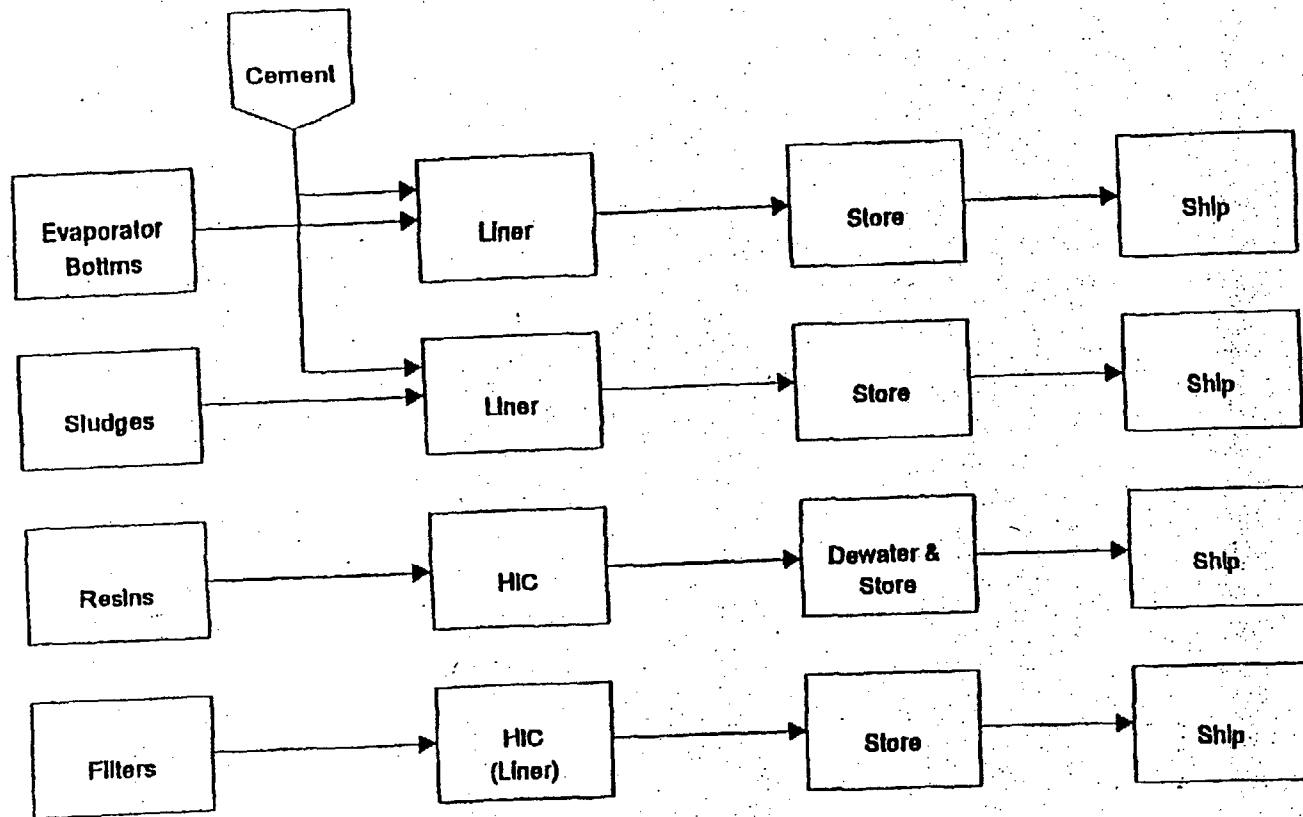 Cement
Evaporator
Bottms
Liner
Store
Ship
Sludges
Liner
Store
Ship
Resins
HIC
Dewater &
Store
Ship
Filters
HIC
(Liner)
Store
Ship